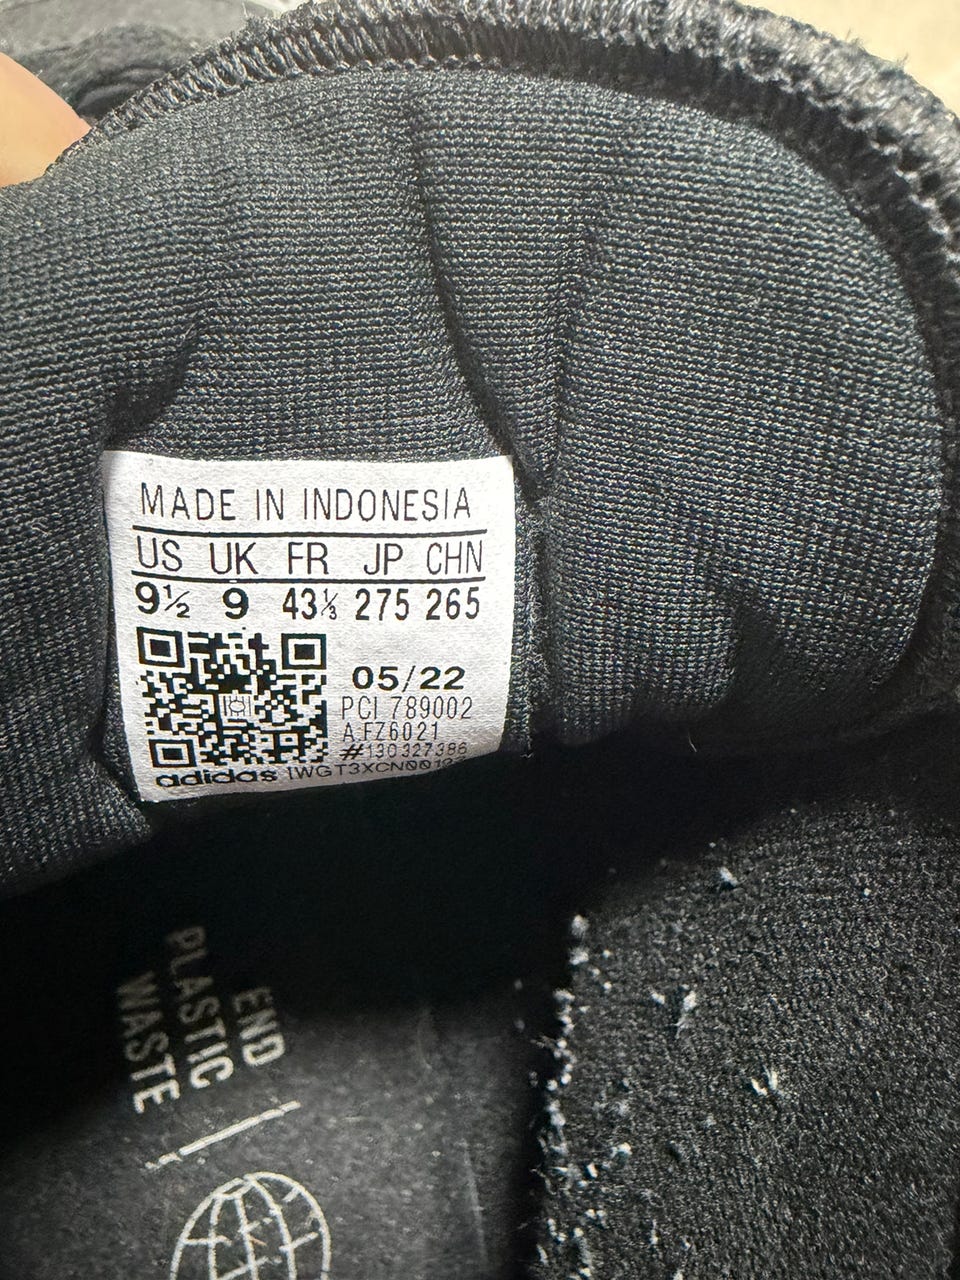 MADE IN INDONESIA
US UK FR JP CHN
9½ 9 43⅓ 275 265
05/22
PCI 789002
A.FZ6021
#130327386
adidas
END
PLASTIC
WASTE